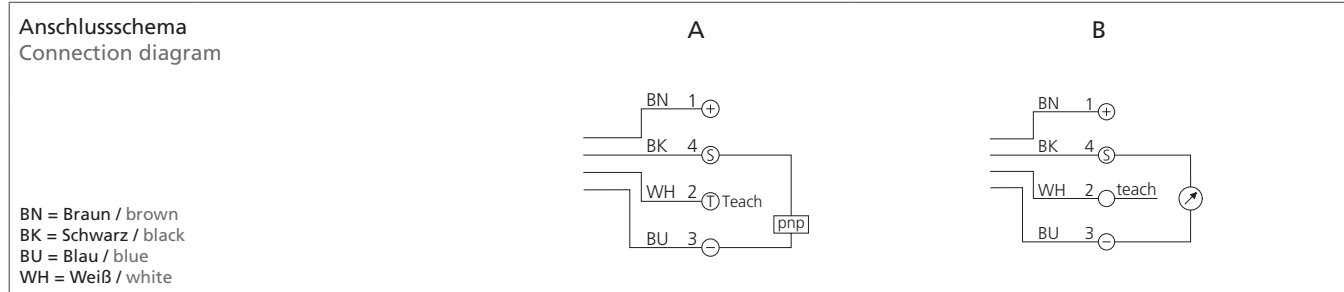 Anschlussschema
Connection diagram
A
BN 1 +
BK 4 S
WH 2 T Teach
pnp
BU 3 −
B
BN 1 +
BK 4 S
WH 2 teach
BU 3 −
BN = Braun / brown
BK = Schwarz / black
BU = Blau / blue
WH = Weiß / white